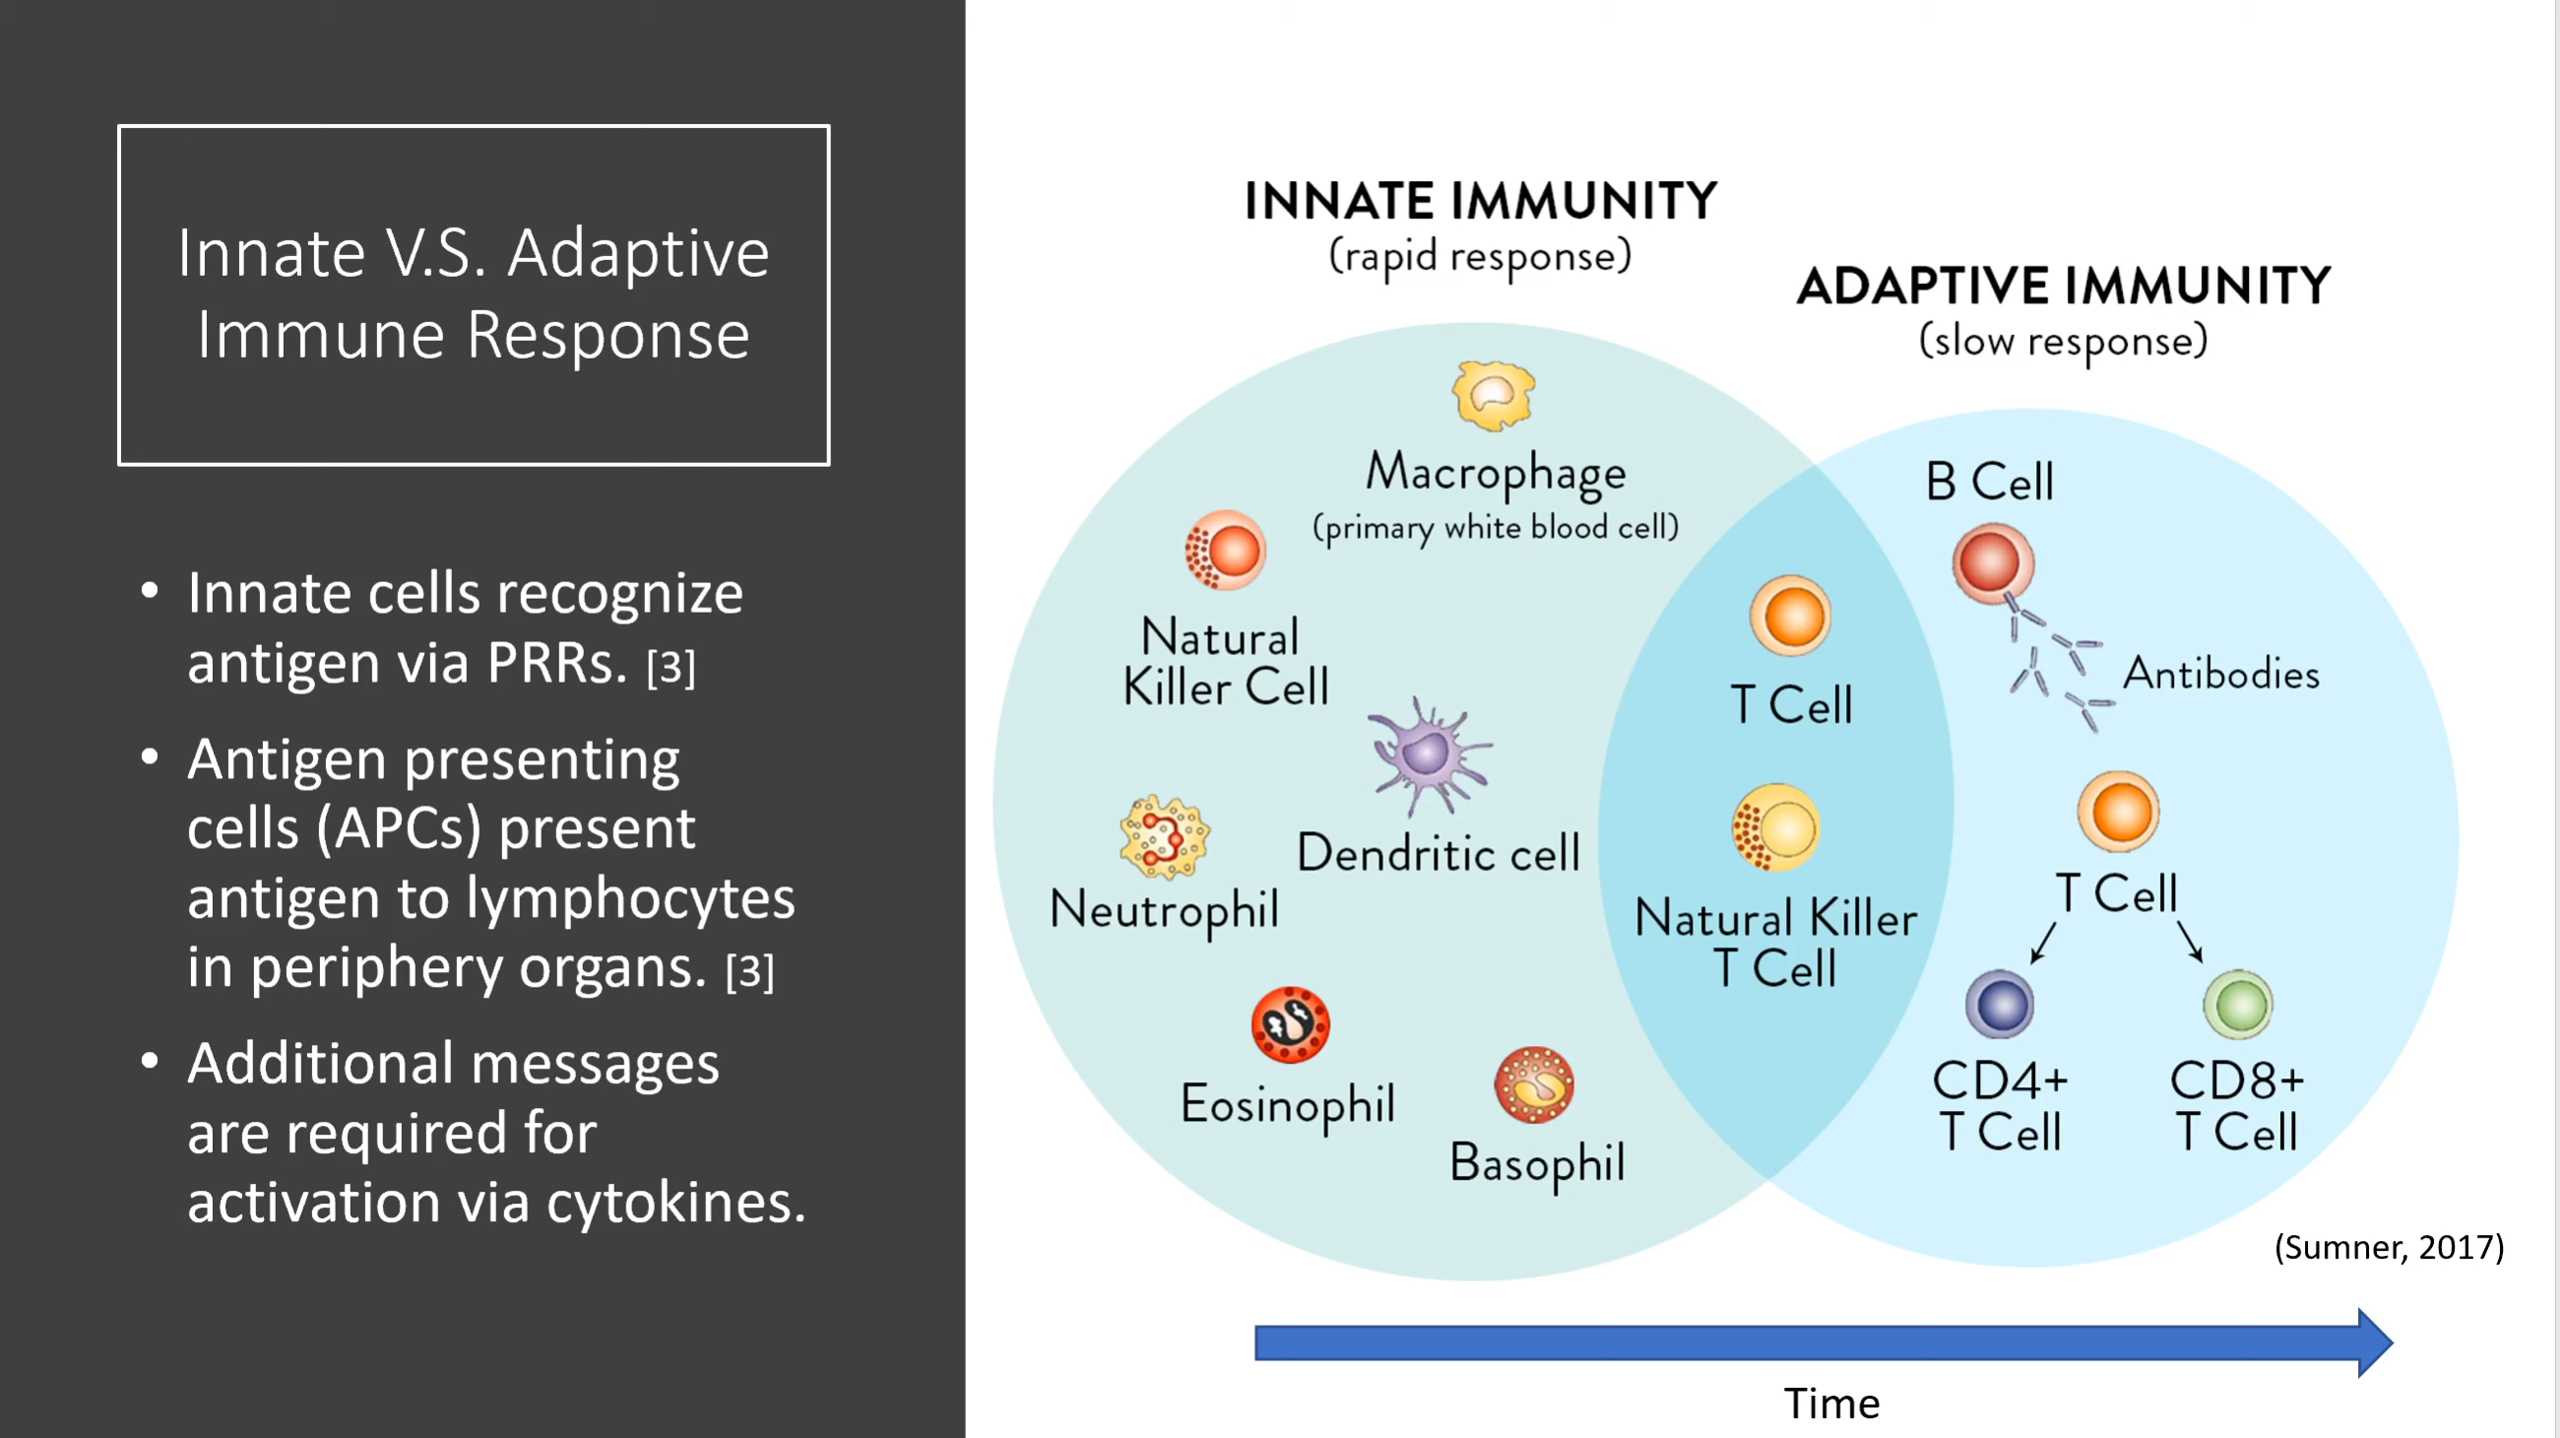 Innate V.S. Adaptive
Immune Response
• Innate cells recognize
antigen via PRRs. [3]
• Antigen presenting
cells (APCs) present
antigen to lymphocytes
in periphery organs. [3]
• Additional messages
are required for
activation via cytokines.
INNATE IMMUNITY
(rapid response)
ADAPTIVE IMMUNITY
(slow response)
Macrophage
(primary white blood cell)
Natural
Killer Cell
Dendritic cell
Neutrophil
Eosinophil
Basophil
T Cell
Natural Killer
T Cell
B Cell
Antibodies
T Cell
CD4+
T Cell
CD8+
T Cell
(Sumner, 2017)
Time